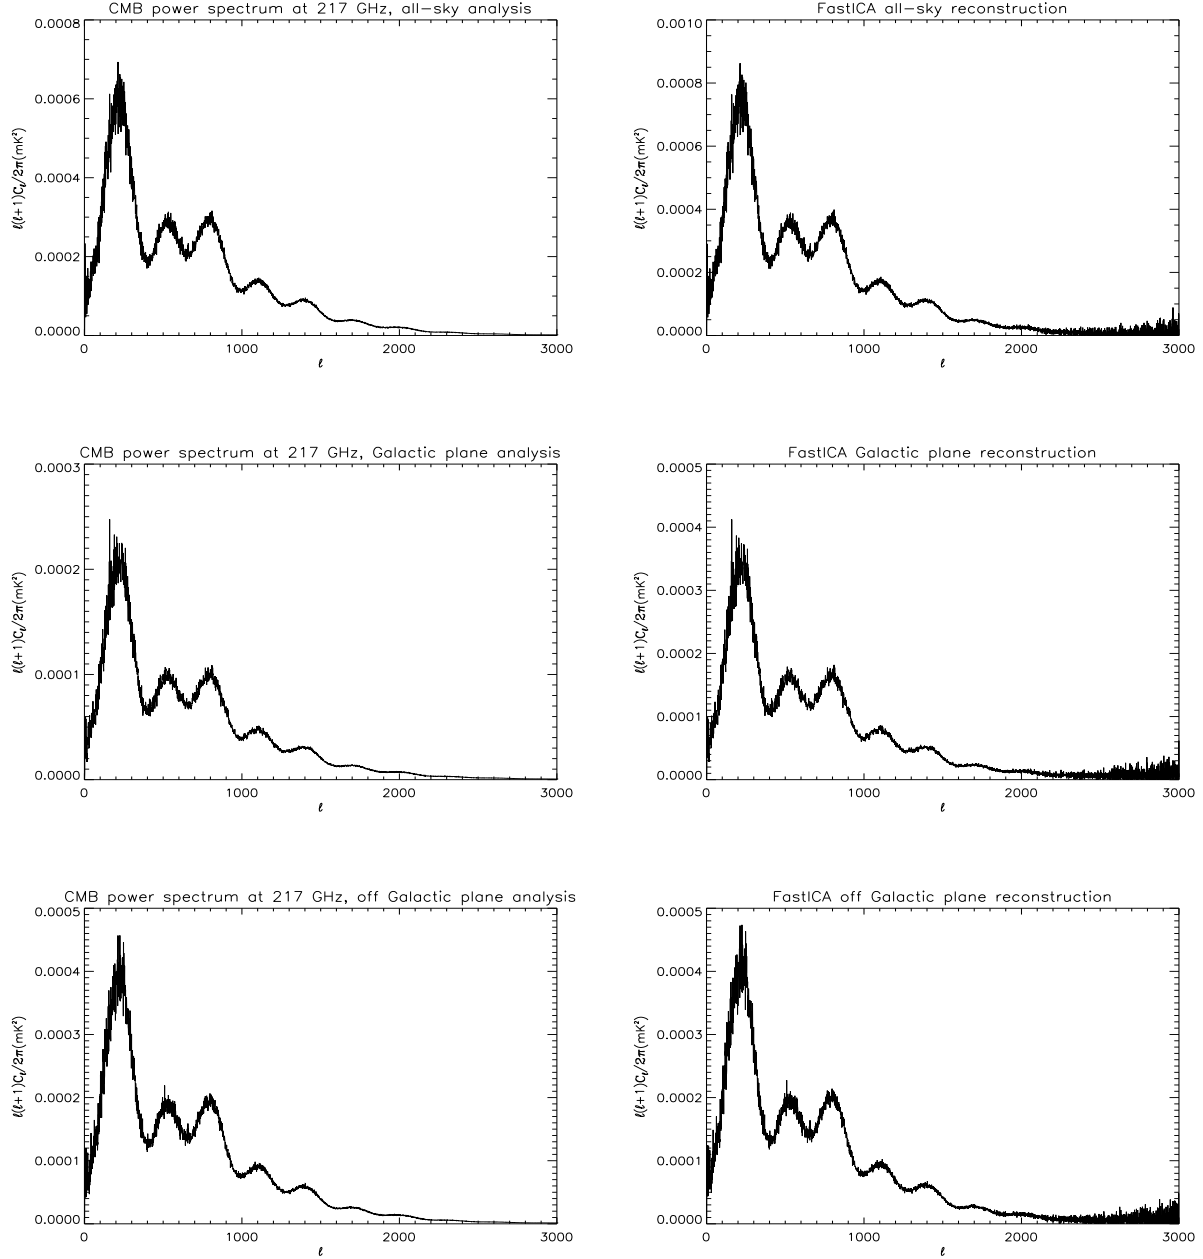 CMB power spectrum at 217 GHz, all-sky analysis
0.0008
0.0006
0.0004
0.0002
0.0000
ℓ(ℓ+1)Cℓ/2π(mK²)
0 1000 2000 3000
ℓ
FastICA all-sky reconstruction
0.0010
0.0008
0.0006
0.0004
0.0002
0.0000
ℓ(ℓ+1)Cℓ/2π(mK²)
0 1000 2000 3000
ℓ
CMB power spectrum at 217 GHz, Galactic plane analysis
0.0003
0.0002
0.0001
0.0000
ℓ(ℓ+1)Cℓ/2π(mK²)
0 1000 2000 3000
ℓ
FastICA Galactic plane reconstruction
0.0005
0.0004
0.0003
0.0002
0.0001
0.0000
ℓ(ℓ+1)Cℓ/2π(mK²)
0 1000 2000 3000
ℓ
CMB power spectrum at 217 GHz, off Galactic plane analysis
0.0005
0.0004
0.0003
0.0002
0.0001
0.0000
ℓ(ℓ+1)Cℓ/2π(mK²)
0 1000 2000 3000
ℓ
FastICA off Galactic plane reconstruction
0.0005
0.0004
0.0003
0.0002
0.0001
0.0000
ℓ(ℓ+1)Cℓ/2π(mK²)
0 1000 2000 3000
ℓ